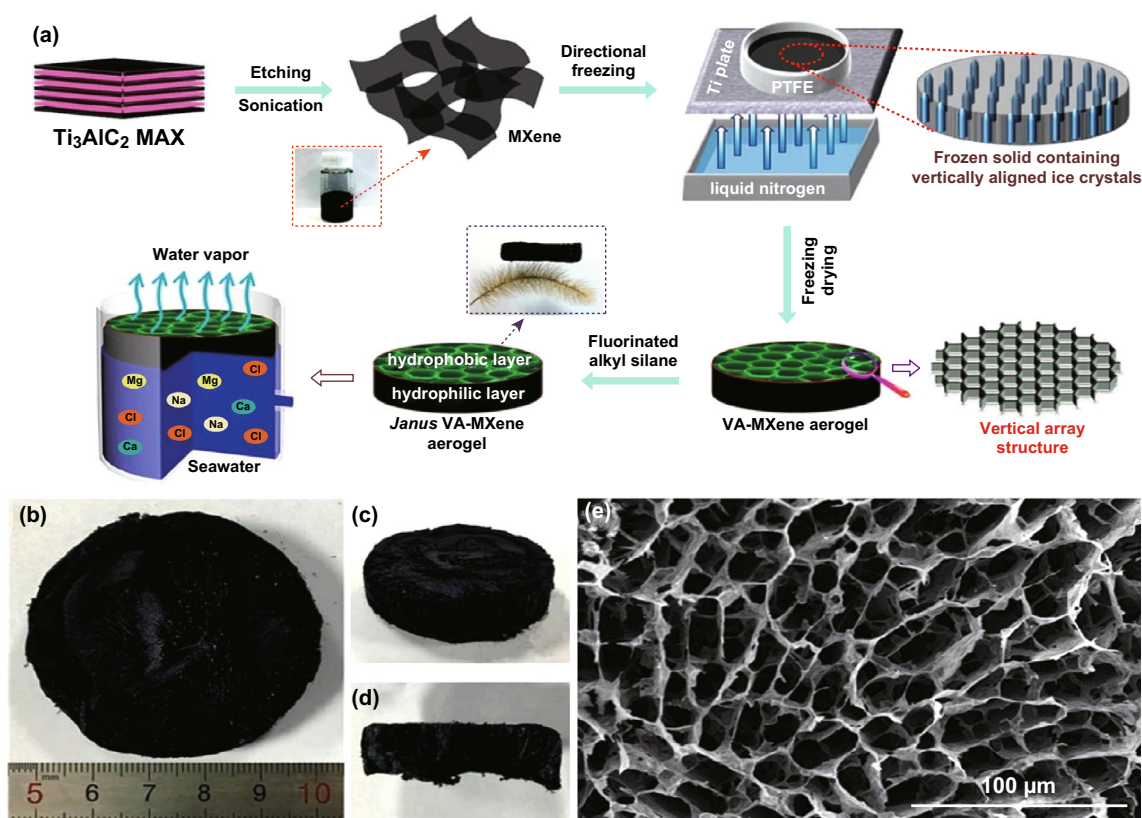 (a)
Ti₃AlC₂ MAX
Etching
Sonication
MXene
Directional
freezing
Ti plate
PTFE
liquid nitrogen
Frozen solid containing
vertically aligned ice crystals
Freezing
drying
VA-MXene aerogel
Vertical array
structure
Fluorinated
alkyl silane
hydrophobic layer
hydrophilic layer
Janus VA-MXene
aerogel
Water vapor
Cl
Mg
Mg
Na
Ca
Cl
Na
Cl
Cl
Ca
Seawater
(b)
5 mm 6 7 8 9 10
(c)
(d)
(e)
100 µm